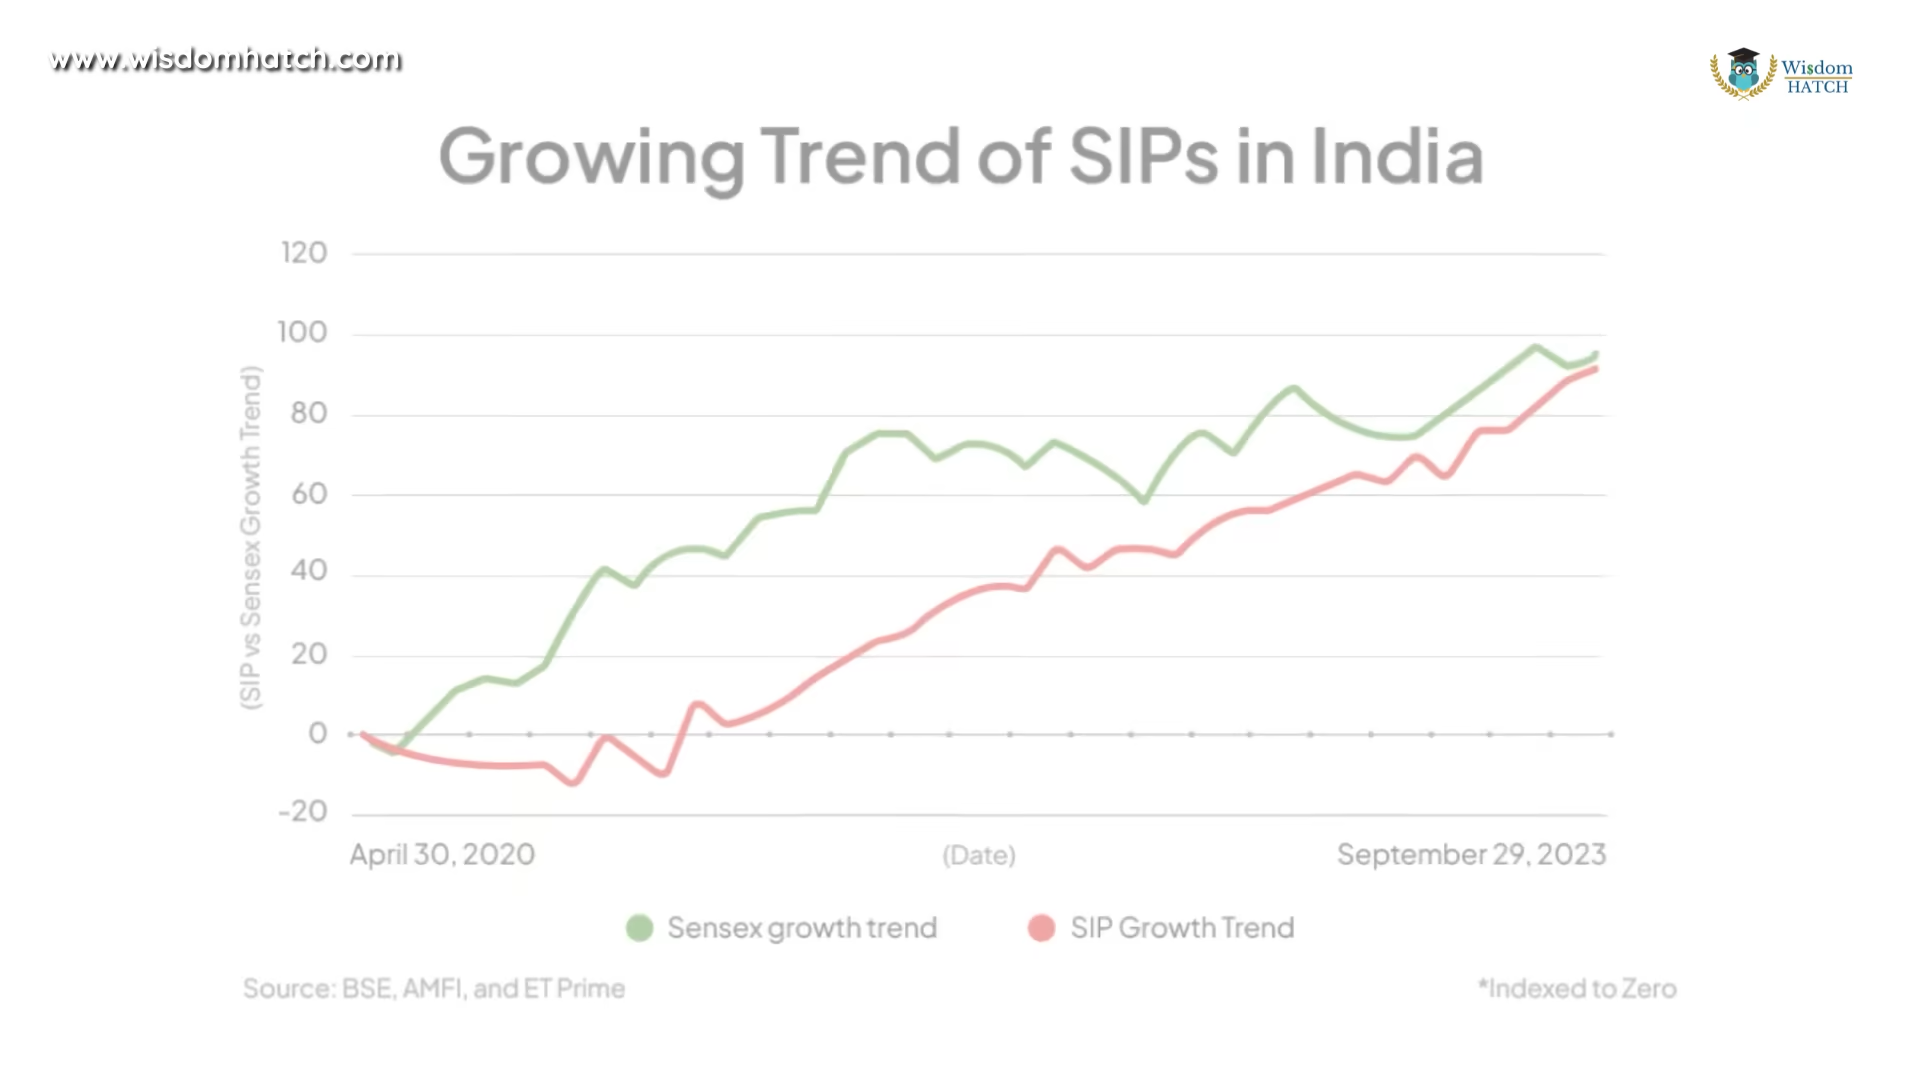 www.wisdomhatch.com
Wisdom
HATCH
Growing Trend of SIPs in India
(SIP vs Sensex Growth Trend)
120
100
80
60
40
20
0
-20
April 30, 2020
(Date)
September 29, 2023
Sensex growth trend
SIP Growth Trend
Source: BSE, AMFI, and ET Prime
*Indexed to Zero